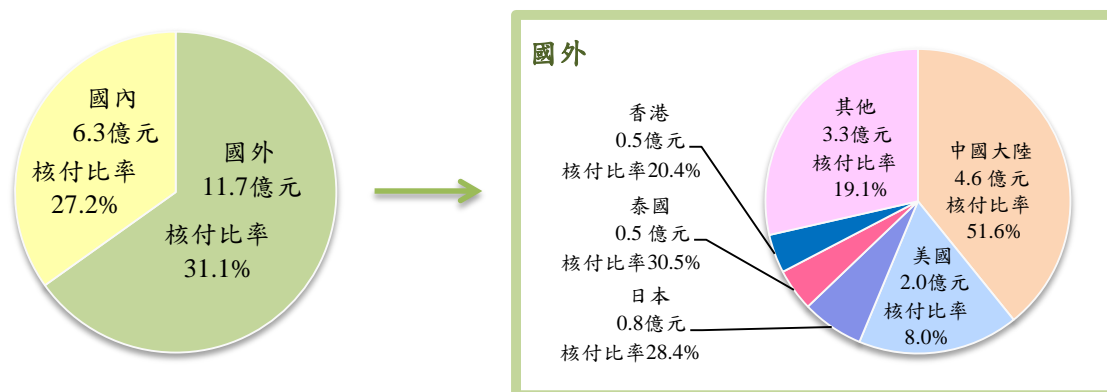 國內
6.3億元
核付比率
27.2%
國外
11.7億元
核付比率
31.1%
國外
香港
0.5億元
核付比率20.4%
泰國
0.5 億元
核付比率30.5%
日本
0.8億元
核付比率28.4%
其他
3.3億元
核付比率
19.1%
中國大陸
4.6 億元
核付比率
51.6%
美國
2.0億元
核付比率
8.0%